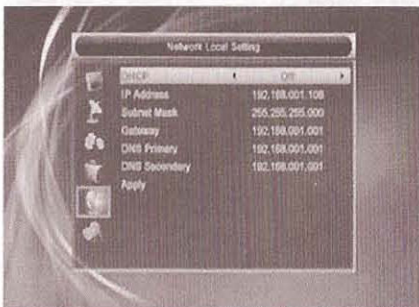 Network Local Setting
DHCP Off
IP Address 192.168.001.108
Subnet Mask 255.255.255.000
Gateway 192.168.001.001
DNS Primary 192.168.001.001
DNS Secondary 192.168.001.001
Apply